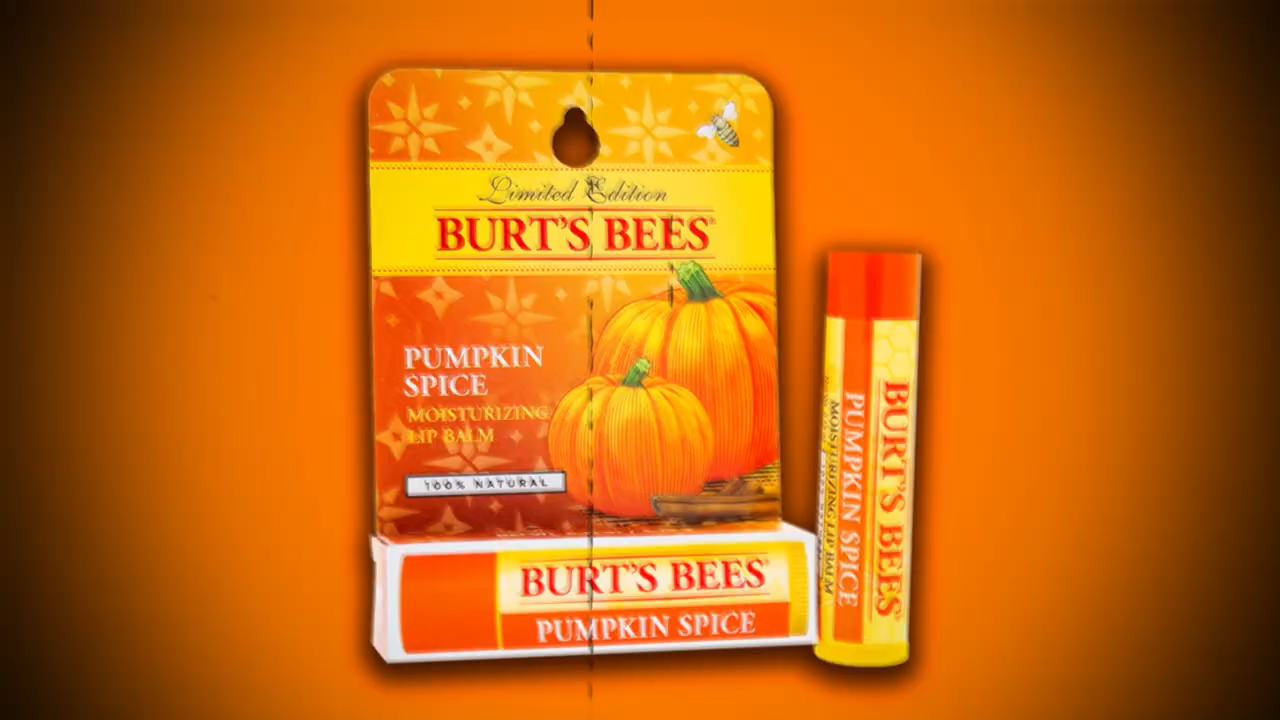 Limited Edition
BURT'S BEES®
PUMPKIN
SPICE
MOISTURIZING
LIP BALM
100% NATURAL
BURT'S BEES®
PUMPKIN SPICE
BURT'S BEES
PUMPKIN SPICE
MOISTURIZING LIP BALM